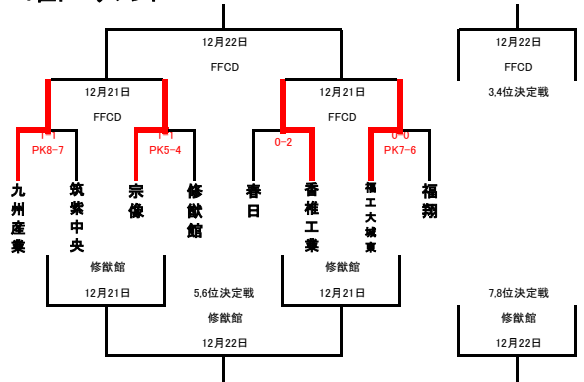 12月22日
12月22日
FFCD
FFCD
12月21日
12月21日
3,4位決定戦
FFCD
FFCD
1-1
1-1
0-2
0-0
PK8-7
PK5-4
PK7-6
九州産業
筑紫中央
宗像
修猷館
春日
香椎工業
福工大城東
福翔
修猷館
修猷館
12月21日
5,6位決定戦
12月21日
7,8位決定戦
修猷館
修猷館
12月22日
12月22日